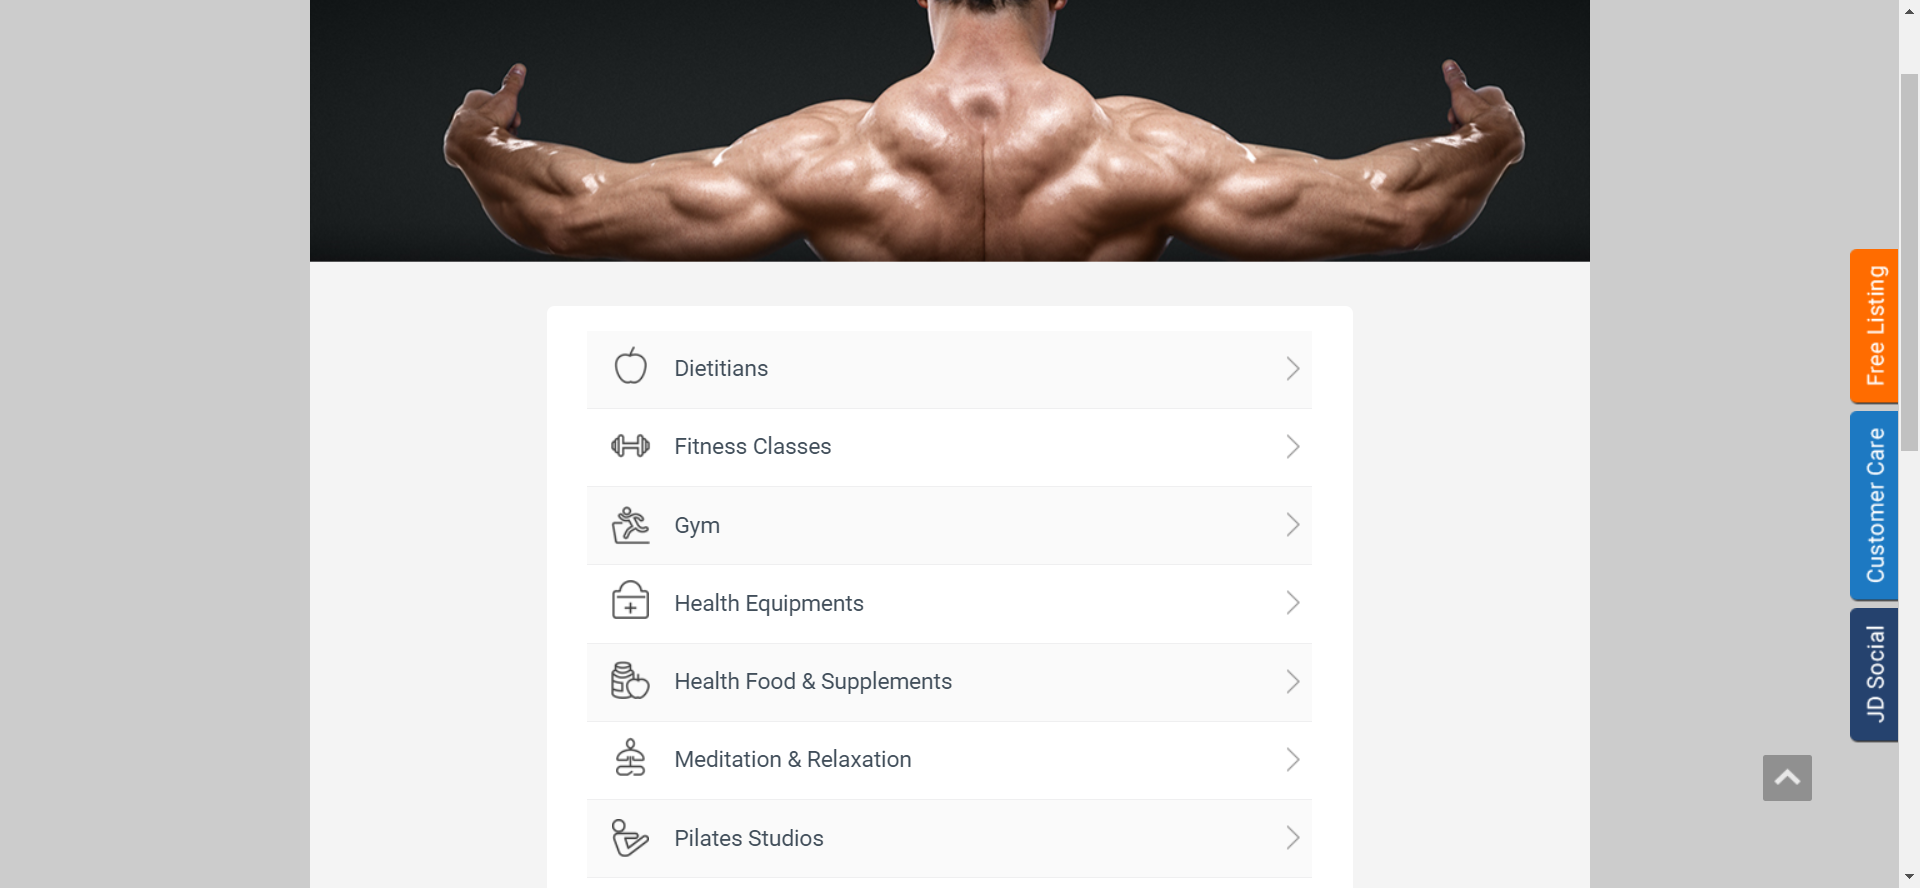 Dietitians
Fitness Classes
Gym
Health Equipments
Health Food & Supplements
Meditation & Relaxation
Pilates Studios
Free Listing
Customer Care
JD Social